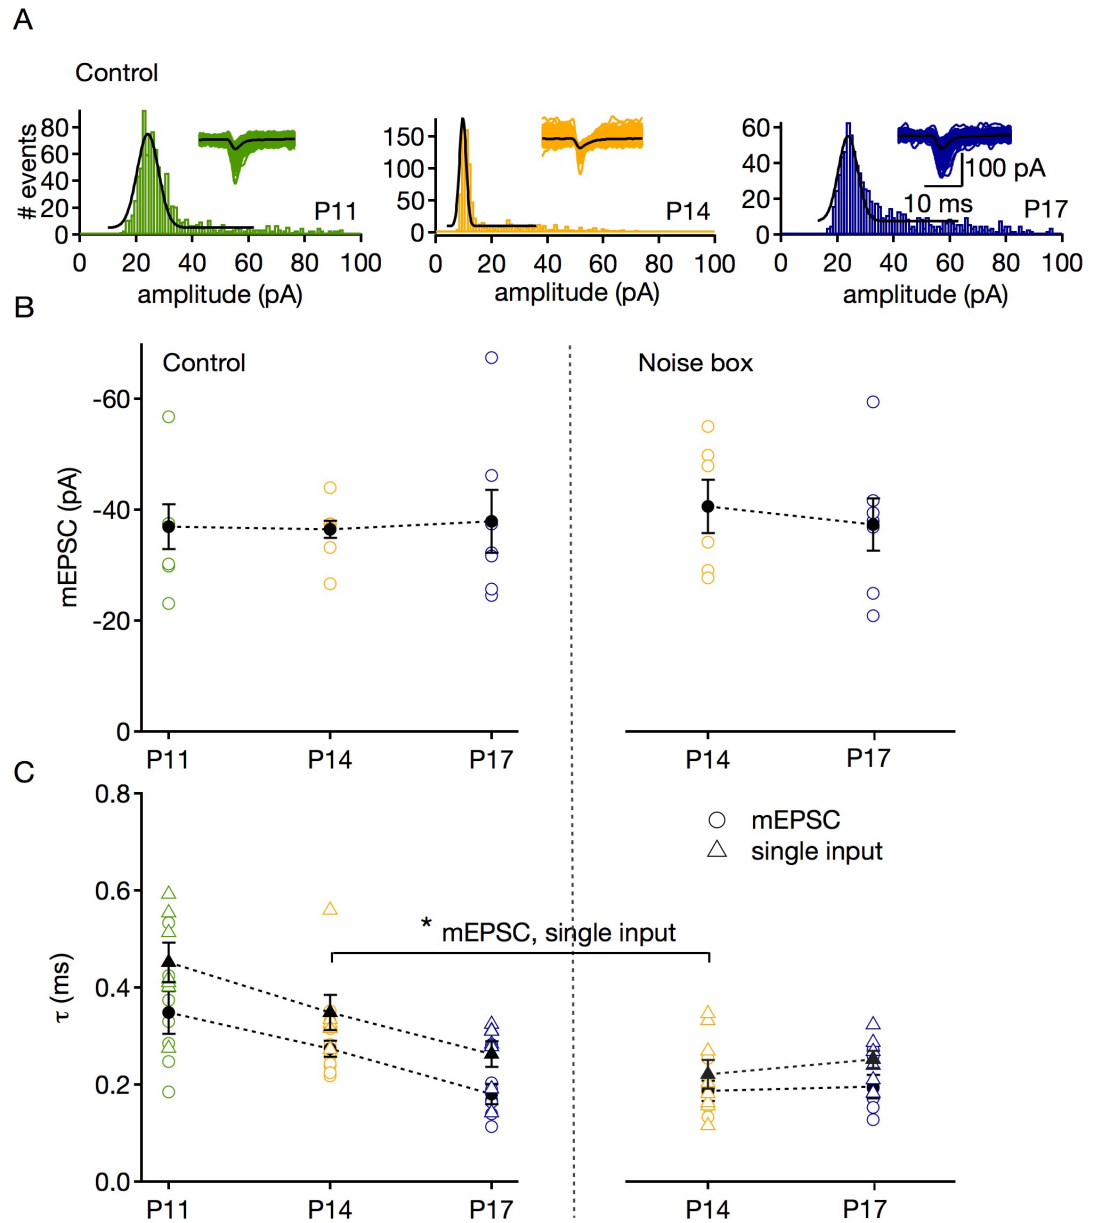 A
Control
# events
80
60
40
20
0
P11
0 20 40 60 80 100
amplitude (pA)
150
100
50
0
P14
0 20 40 60 80 100
amplitude (pA)
60
40
20
0
100 pA
10 ms
P17
0 20 40 60 80 100
amplitude (pA)
B
Control
Noise box
mEPSC (pA)
-60
-40
-20
0
P11 P14 P17
P14 P17
C
τ (ms)
0.8
0.6
0.4
0.2
0.0
mEPSC
single input
* mEPSC, single input
P11 P14 P17
P14 P17